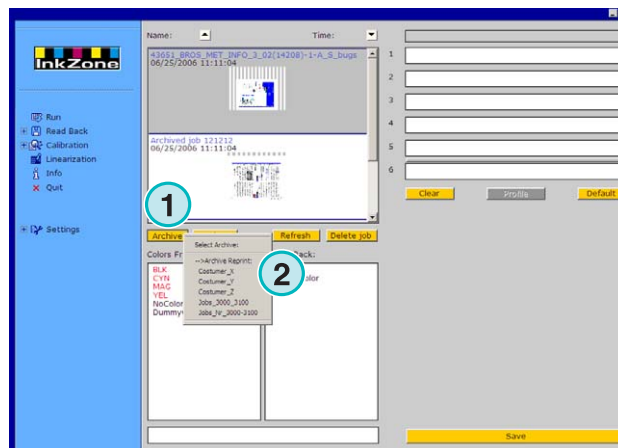 InkZone
Run
Read Back
Calibration
Linearization
Info
Quit
Settings
Name: Time:
43651_BROS_MET_INFO_3_02(14208)-1-A_S_bugs
06/25/2006 11:11:04
Archived job 121212
06/25/2006 11:11:04
1
Archive Refresh Delete job
Colors Fr Back:
BLK
CYN
MAG
YEL
NoColor
Dummy
Select Archive:
-->Archive Reprint:
Costumer_X
Costumer_Y
Costumer_Z
Jobs_3000_3100
Jobs_Nr_3000-3100
2
olor
1
2
3
4
5
6
Clear Profile Default
Save